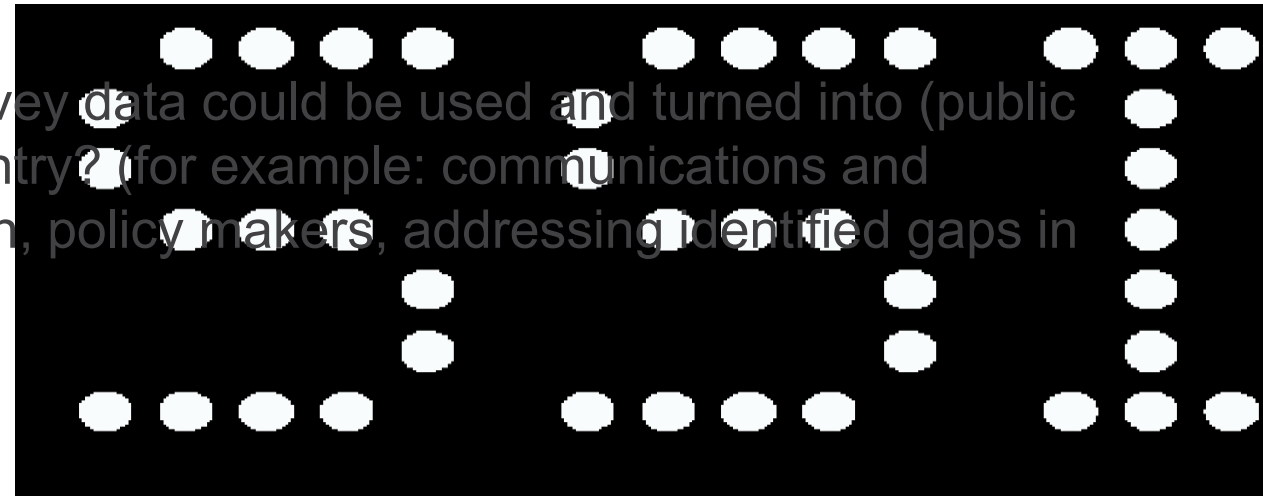 SSI
vey data could be used and turned into (public
ntry? (for example: communications and
, policy makers, addressing identified gaps in